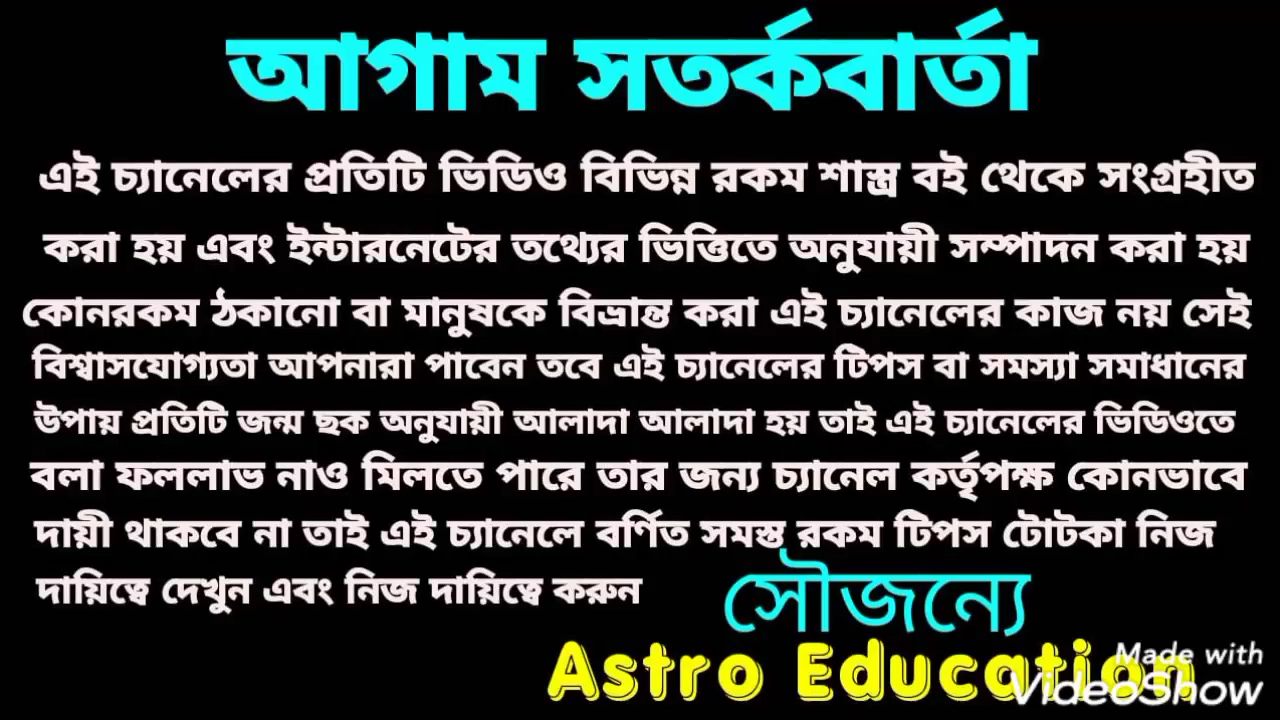 আগাম সতর্কবার্তা
এই চ্যানেলের প্রতিটি ভিডিও বিভিন্ন রকম শাস্ত্র বই থেকে সংগ্রহীত
করা হয় এবং ইন্টারনেটের তথ্যের ভিত্তিতে অনুযায়ী সম্পাদন করা হয়
কোনরকম ঠকানো বা মানুষকে বিভ্রান্ত করা এই চ্যানেলের কাজ নয় সেই
বিশ্বাসযোগ্যতা আপনারা পাবেন তবে এই চ্যানেলের টিপস বা সমস্যা সমাধানের
উপায় প্রতিটি জন্ম ছক অনুযায়ী আলাদা আলাদা হয় তাই এই চ্যানেলের ভিডিওতে
বলা ফললাভ নাও মিলতে পারে তার জন্য চ্যানেল কর্তৃপক্ষ কোনভাবে
দায়ী থাকবে না তাই এই চ্যানেলে বর্ণিত সমস্ত রকম টিপস টোটকা নিজ
দায়িত্বে দেখুন এবং নিজ দায়িত্বে করুন
সৌজন্যে
Astro Education
Made with
VideoShow